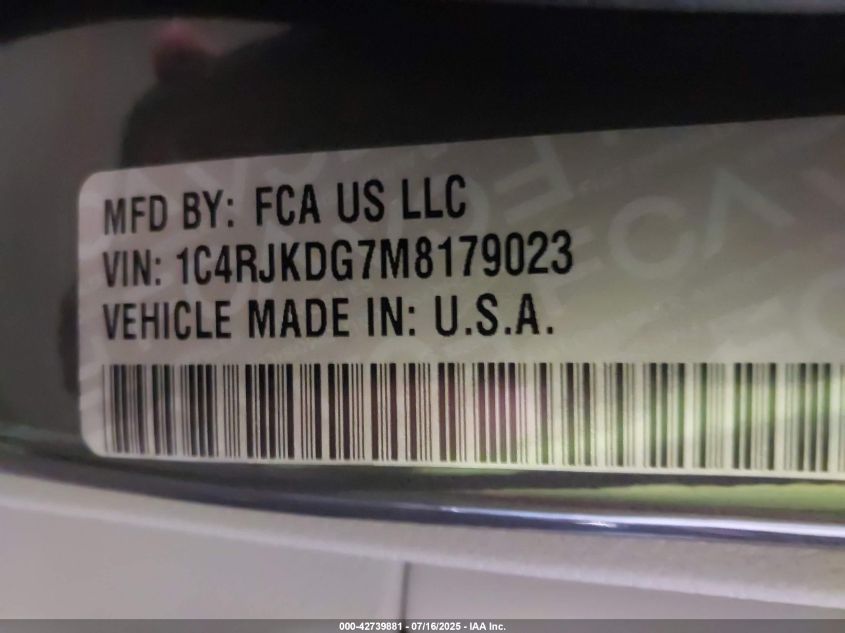 MFD BY: FCA US LLC
VIN: 1C4RJKDG7M8179023
VEHICLE MADE IN: U.S.A.
000-42739881 - 07/16/2025 - IAA Inc.